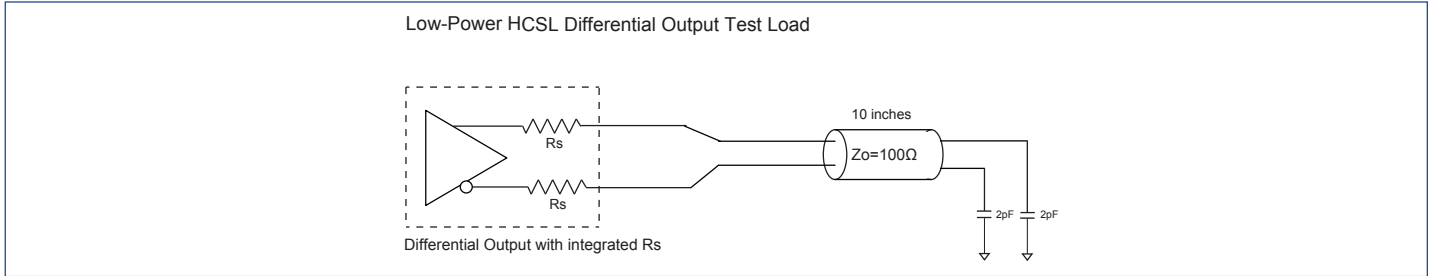 Low-Power HCSL Differential Output Test Load
10 inches
Rs
Zo=100Ω
Rs
2pF
2pF
Differential Output with integrated Rs